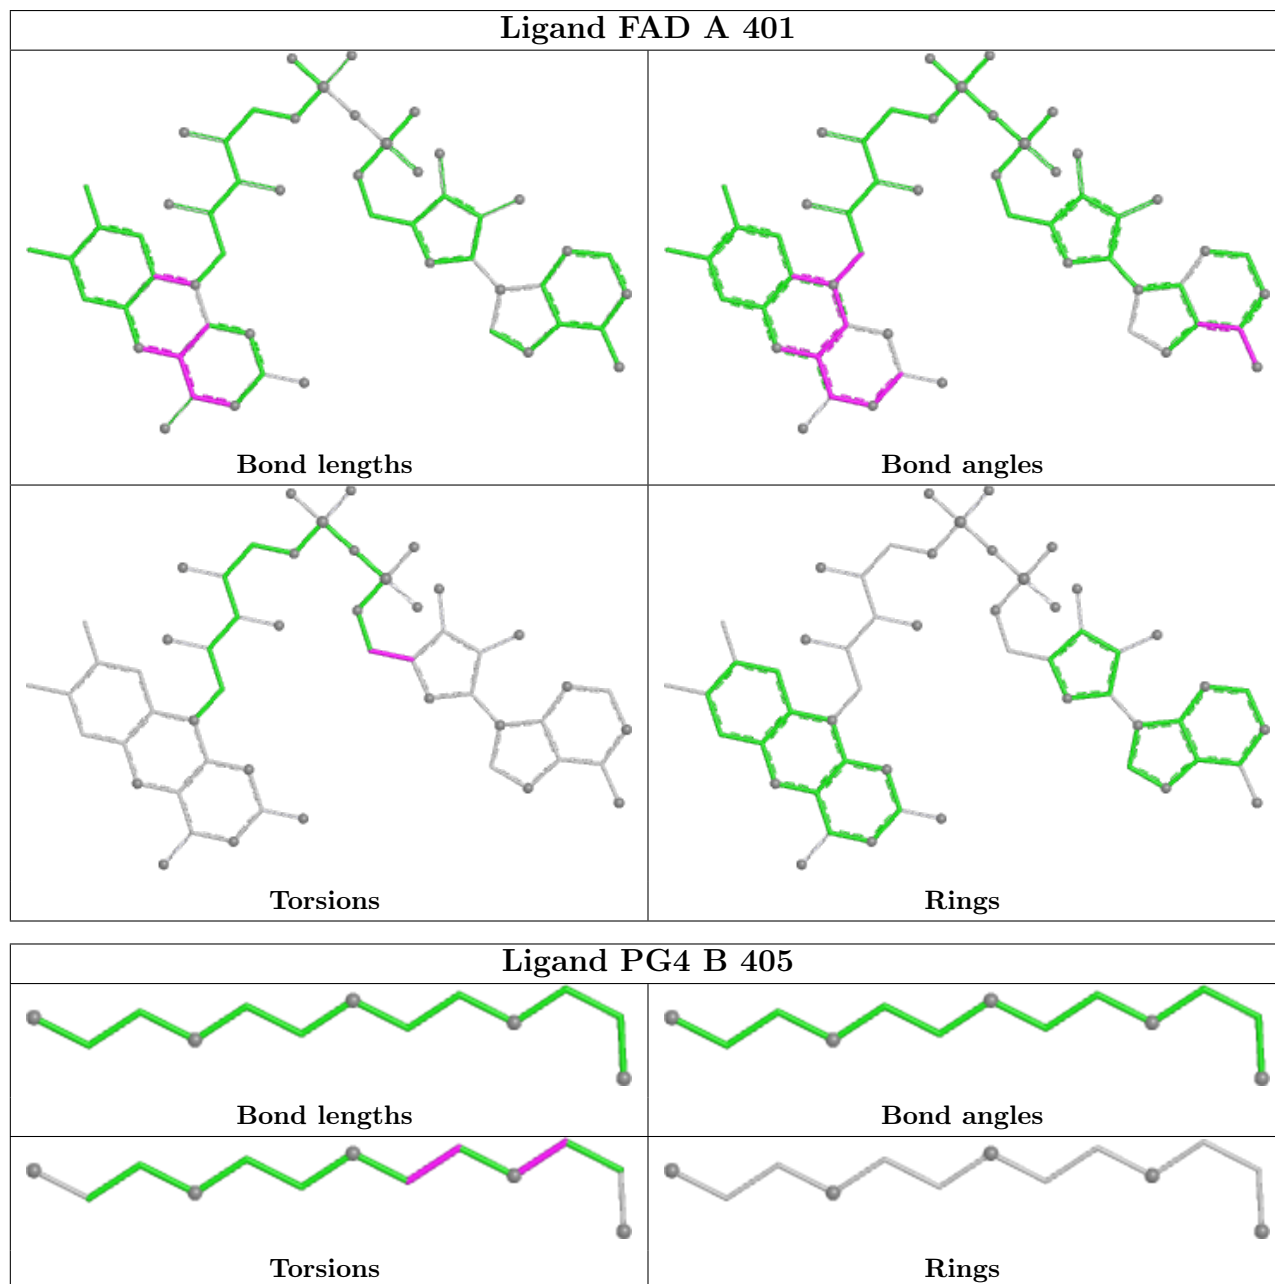 Ligand FAD A 401
Bond lengths
Bond angles
Torsions
Rings
Ligand PG4 B 405
Bond lengths
Bond angles
Torsions
Rings